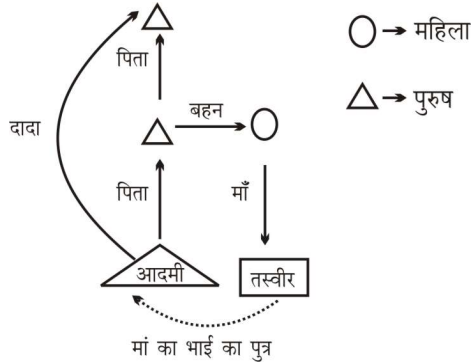 पिता
महिला
पुरुष
दादा
बहन
पिता
माँ
आदमी
तस्वीर
मां का भाई का पुत्र